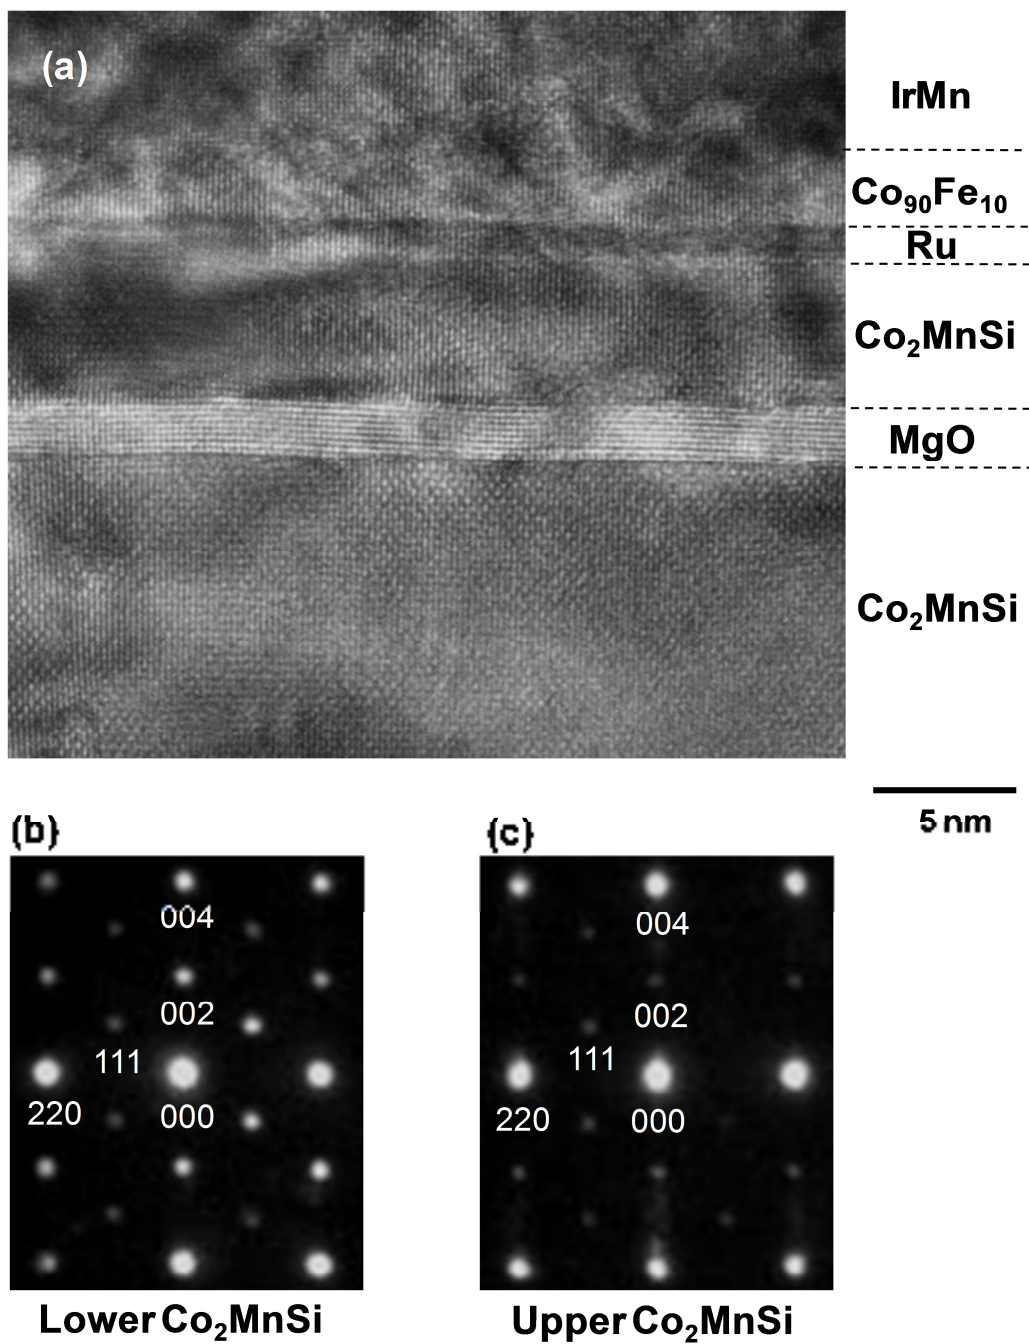 (a)
IrMn
Co₉₀Fe₁₀
Ru
Co₂MnSi
MgO
Co₂MnSi
5 nm
(b)
(c)
004
002
111
220
000
004
002
111
220
000
Lower Co₂MnSi
Upper Co₂MnSi